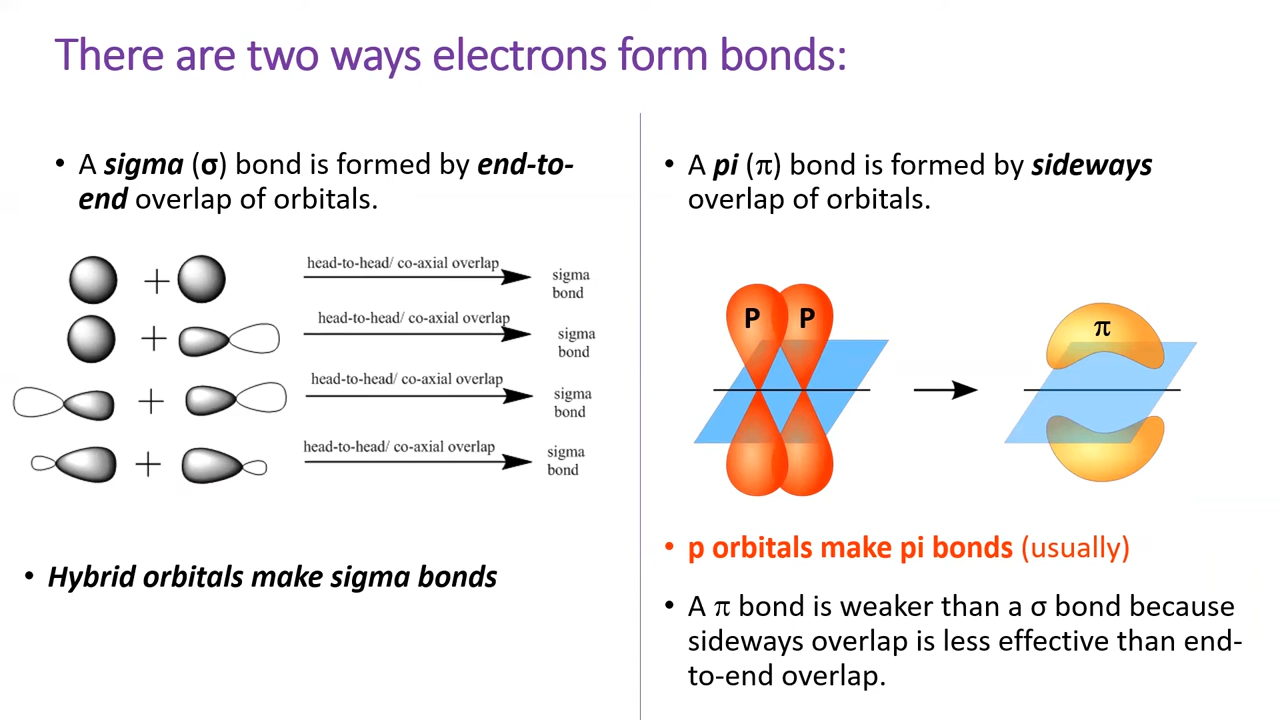 There are two ways electrons form bonds:
• A sigma (σ) bond is formed by end-to-
end overlap of orbitals.
head-to-head/ co-axial overlap
sigma
bond
head-to-head/ co-axial overlap
sigma
bond
head-to-head/ co-axial overlap
sigma
bond
head-to-head/ co-axial overlap
sigma
bond
• Hybrid orbitals make sigma bonds
• A pi (π) bond is formed by sideways
overlap of orbitals.
P P
π
• p orbitals make pi bonds (usually)
• A π bond is weaker than a σ bond because
sideways overlap is less effective than end-
to-end overlap.